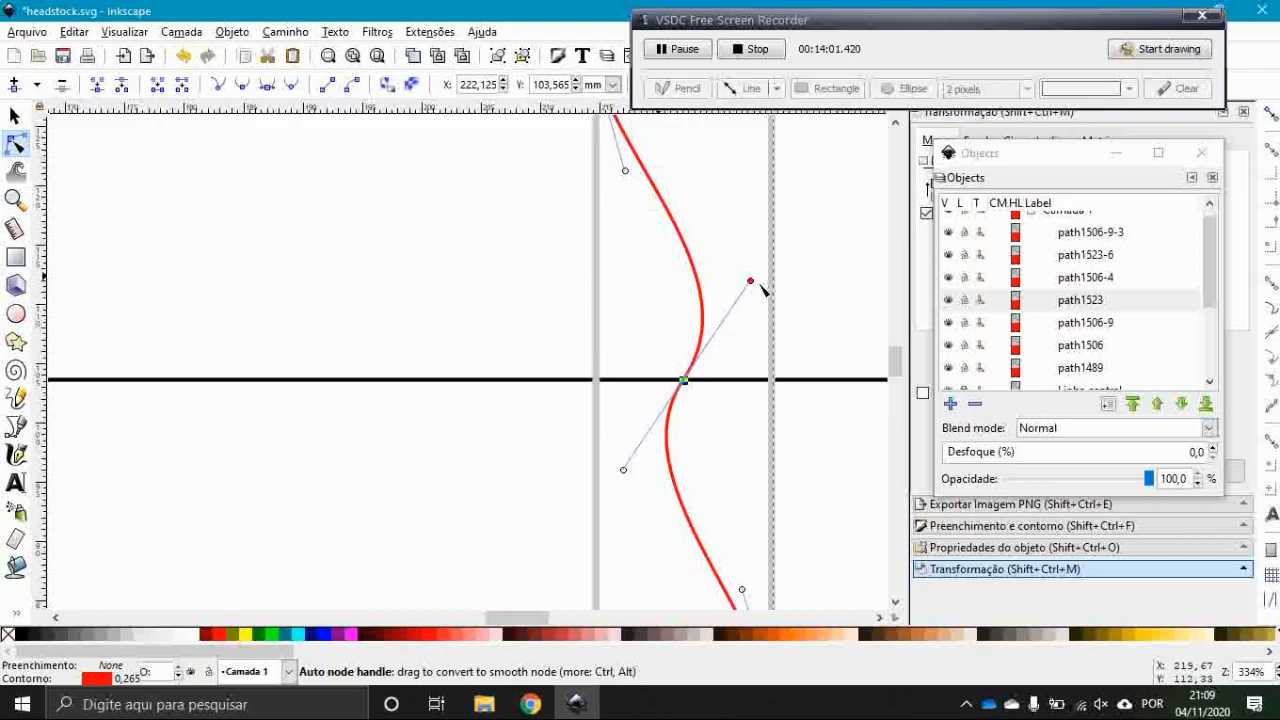 *headstock.svg - Inkscape
VSDC Free Screen Recorder
Arquivo Editar Visualizar Camada Objeto Caminho Texto Filtros Extensões Ajuda
Pause Stop 00:14:01.420 Start drawing
X: 222,125 Y: 103,565 mm
Pencil Line Rectangle Ellipse 2 pixels Clear
Transformação (Shift+Ctrl+M)
Objects
Objects
V L T CM HL Label
Camada 1
path1506-9-3
path1523-6
path1506-4
path1523
path1506-9
path1506
path1489
Linha central
Blend mode: Normal
Desfoque (%) 0,0
Opacidade: 100,0 %
Exportar Imagem PNG (Shift+Ctrl+E)
Preenchimento e contorno (Shift+Ctrl+F)
Propriedades do objeto (Shift+Ctrl+O)
Transformação (Shift+Ctrl+M)
Preenchimento: None
Contorno: 0,265
O:
Camada 1
Auto node handle: drag to convert to smooth node (more: Ctrl, Alt)
X: 215,67
Y: 112,33
Z: 334%
Digite aqui para pesquisar
POR
21:09
04/11/2020